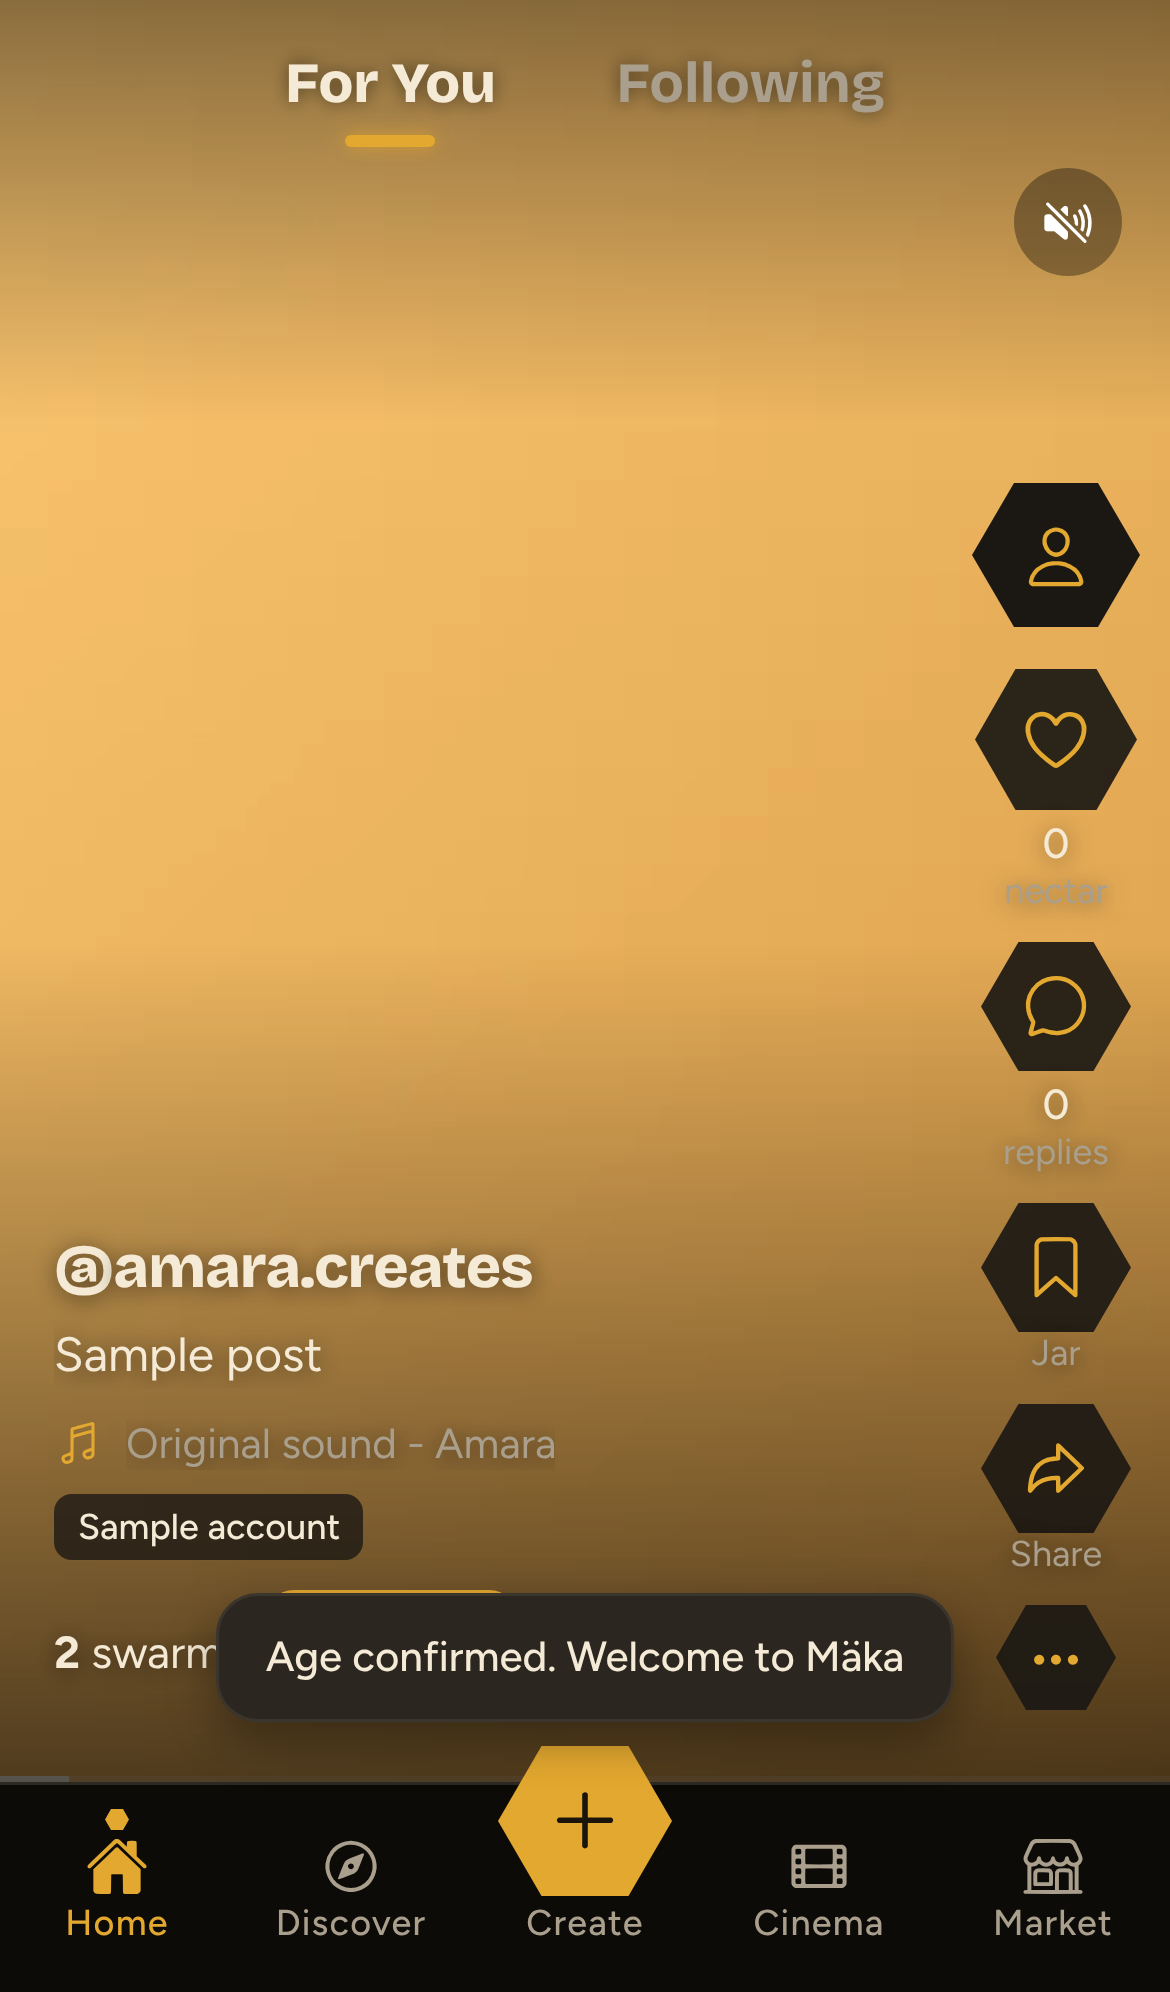 For You
Following
0
nectar
0
replies
@amara.creates
Sample post
Jar
Original sound - Amara
Sample account
Share
2 swarm
Age confirmed. Welcome to Mäka
Home
Discover
Create
Cinema
Market